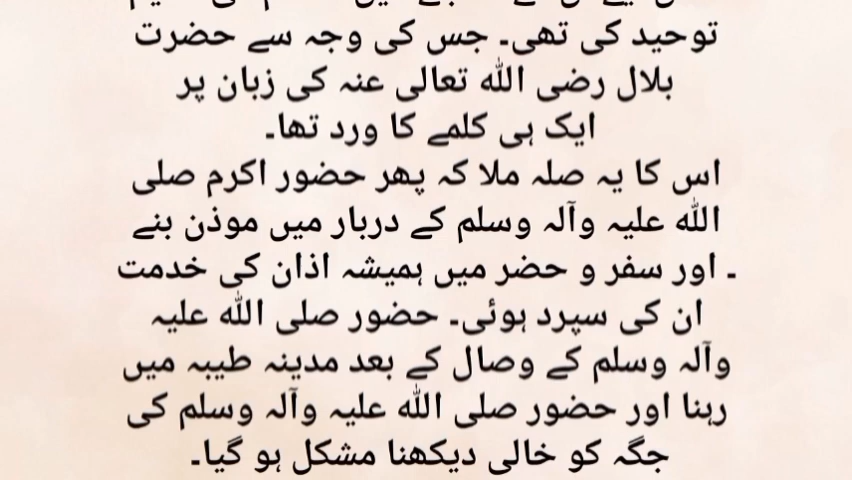 توحید کی تھی۔ جس کی وجہ سے حضرت
بلال رضی اللہ تعالی عنہ کی زبان پر
ایک ہی کلمے کا ورد تھا۔
اس کا یہ صلہ ملا کہ پھر حضور اکرم صلی
اللہ علیہ وآلہ وسلم کے دربار میں موذن بنے
۔ اور سفر و حضر میں ہمیشہ اذان کی خدمت
ان کی سپرد ہوئی۔ حضور صلی اللہ علیہ
وآلہ وسلم کے وصال کے بعد مدینہ طیبہ میں
رہنا اور حضور صلی اللہ علیہ وآلہ وسلم کی
جگہ کو خالی دیکھنا مشکل ہو گیا۔